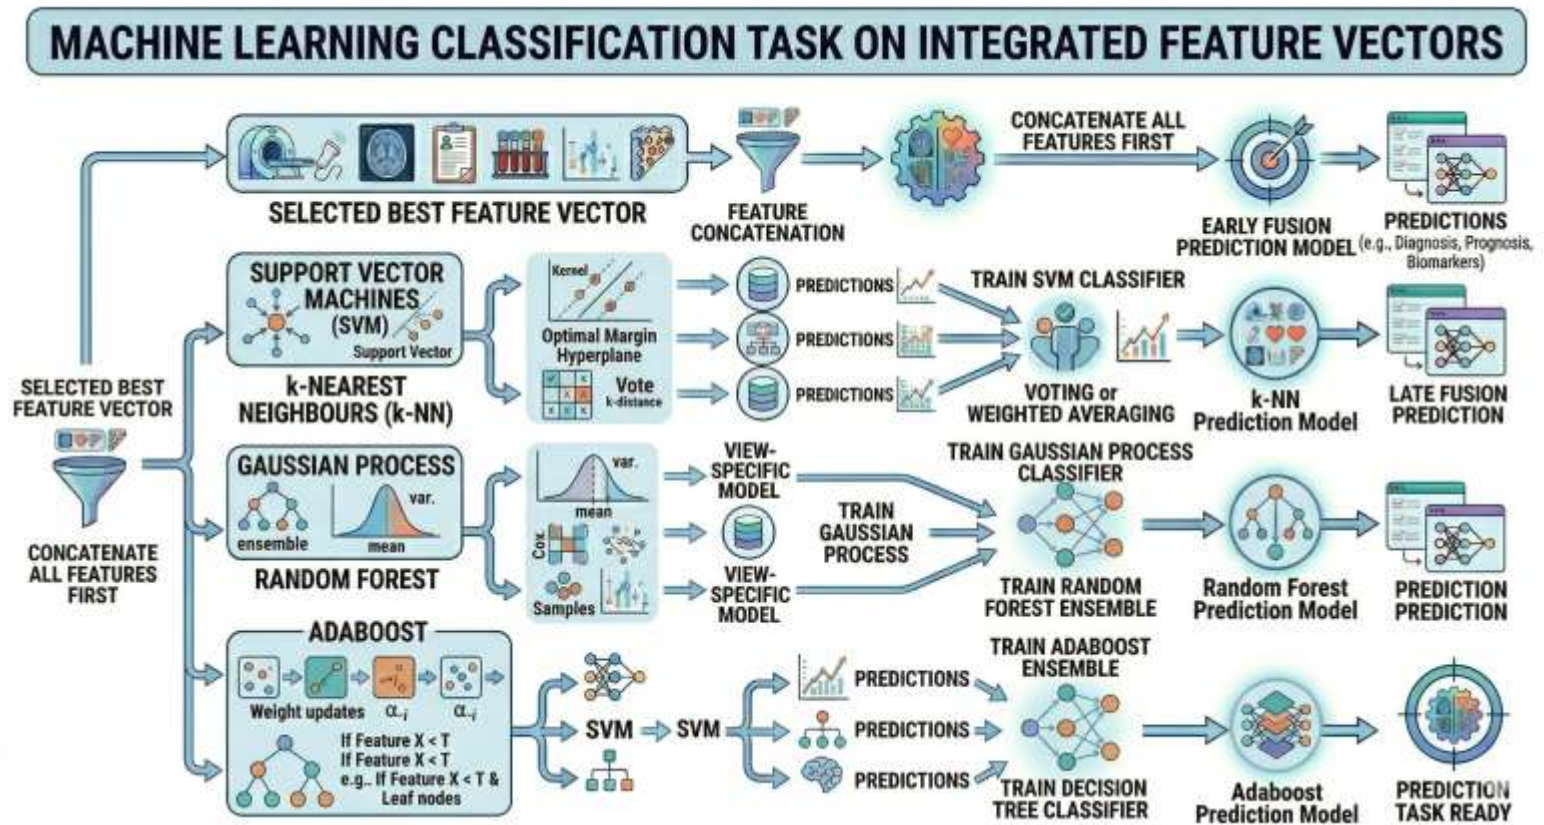 MACHINE LEARNING CLASSIFICATION TASK ON INTEGRATED FEATURE VECTORS
SELECTED BEST FEATURE VECTOR
FEATURE
CONCATENATION
CONCATENATE ALL
FEATURES FIRST
EARLY FUSION
PREDICTION MODEL
PREDICTIONS
(e.g., Diagnosis, Prognosis,
Biomarkers)
SELECTED BEST
FEATURE VECTOR
CONCATENATE
ALL FEATURES
FIRST
SUPPORT VECTOR
MACHINES
(SVM)
Support Vector
k-NEAREST
NEIGHBOURS (k-NN)
Kernel
Optimal Margin
Hyperplane
Vote
k-distance
PREDICTIONS
PREDICTIONS
PREDICTIONS
TRAIN SVM CLASSIFIER
VOTING or
WEIGHTED AVERAGING
k-NN
Prediction Model
LATE FUSION
PREDICTION
GAUSSIAN PROCESS
var.
ensemble
mean
RANDOM FOREST
var.
mean
Cox.
Samples
VIEW-
SPECIFIC
MODEL
VIEW-
SPECIFIC
MODEL
TRAIN
GAUSSIAN
PROCESS
TRAIN GAUSSIAN PROCESS
CLASSIFIER
TRAIN RANDOM
FOREST ENSEMBLE
Random Forest
Prediction Model
PREDICTION
PREDICTION
ADABOOST
Weight updates
α-i
α-i
If Feature X < T
If Feature X < T
e.g.. If Feature X < T &
Leaf nodes
SVM
SVM
PREDICTIONS
PREDICTIONS
PREDICTIONS
TRAIN ADABOOST
ENSEMBLE
TRAIN DECISION
TREE CLASSIFIER
Adaboost
Prediction Model
PREDICTION
TASK READY